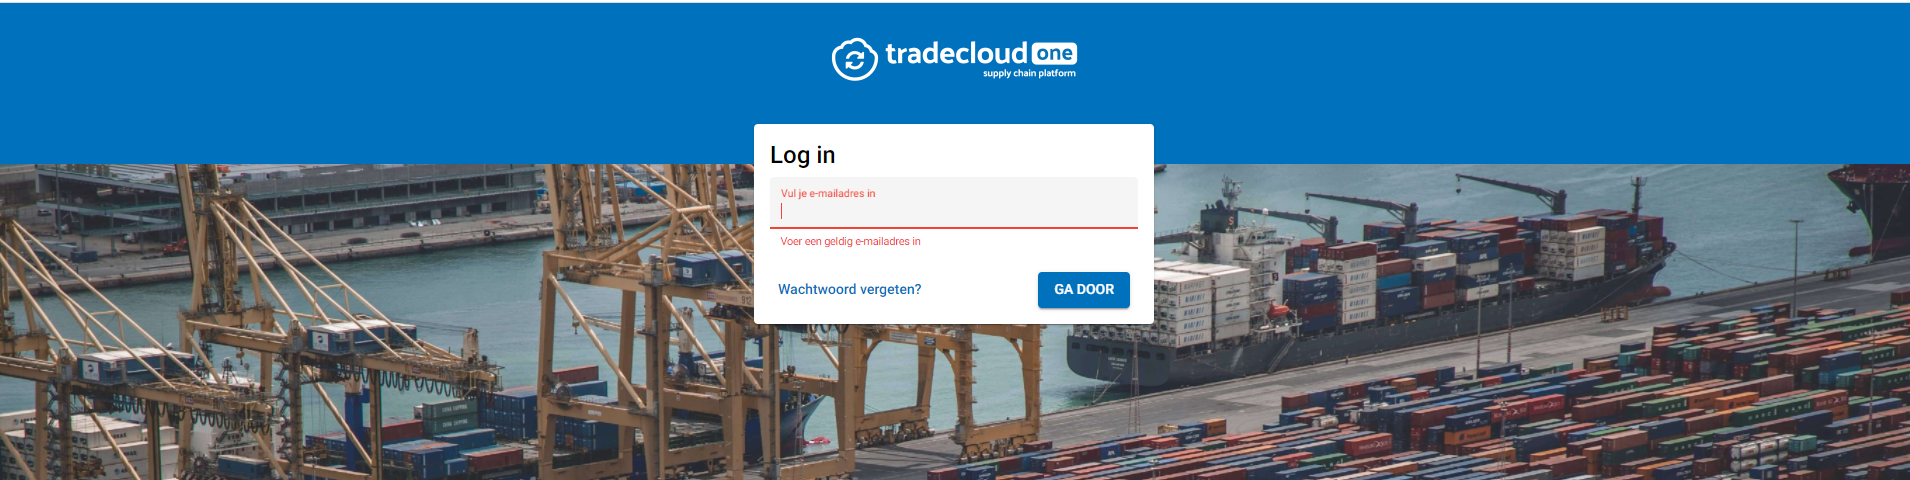 tradecloud one
supply chain platform
Log in
Vul je e-mailadres in
Voer een geldig e-mailadres in
Wachtwoord vergeten?
GA DOOR